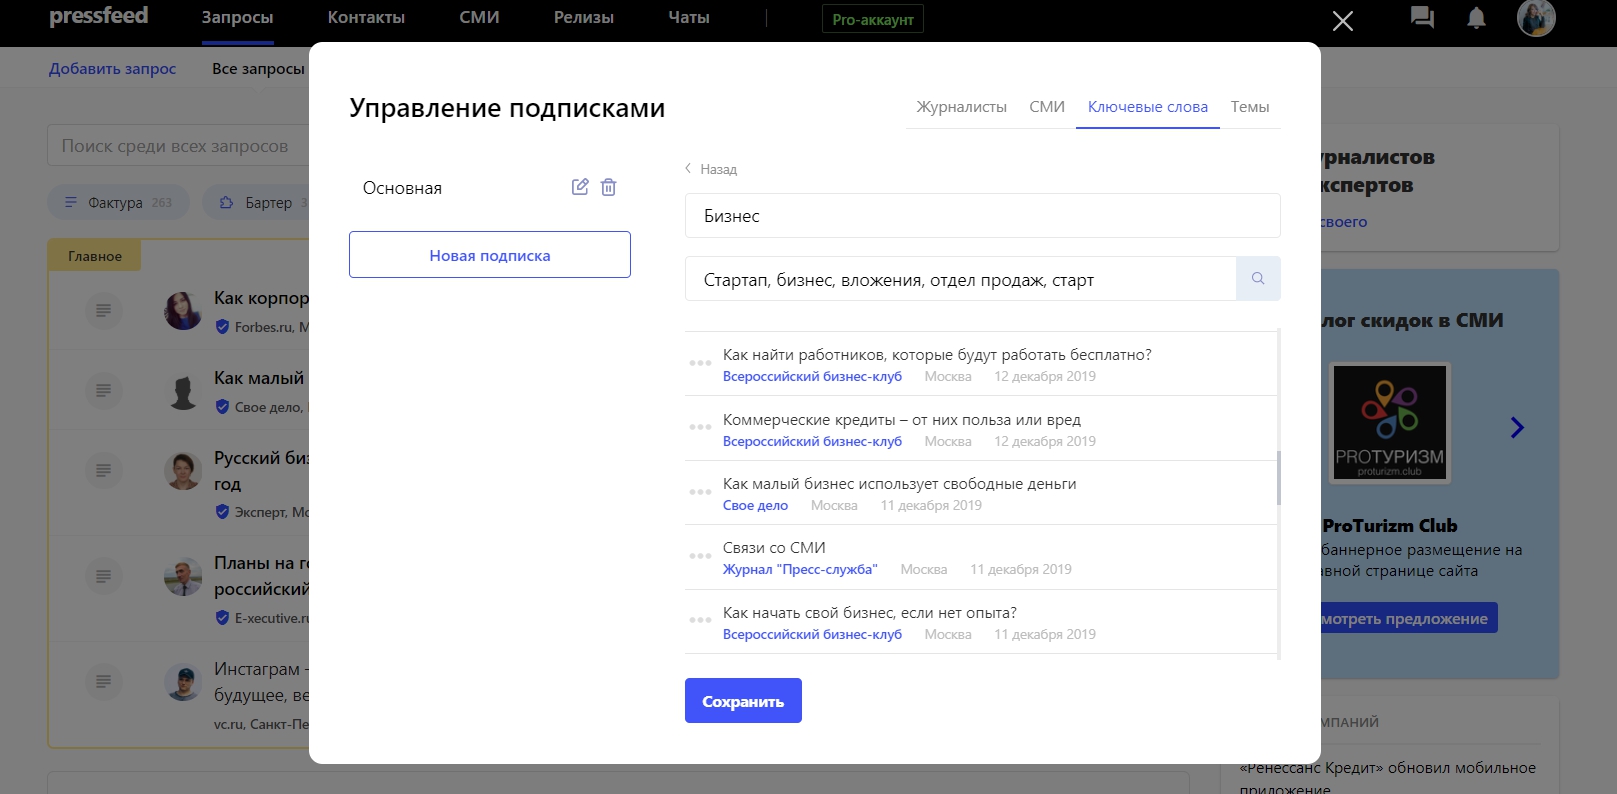 pressfeed
Запросы
Контакты
СМИ
Релизы
Чаты
Pro-аккаунт
Добавить запрос
Все запросы
Поиск среди всех запросов
Фактура 263
Бартер 3
Главное
Как корпор
Forbes.ru, М
Как малый
Свое дело,
Русский би
год
Эксперт, Мо
Планы на г
российский
E-xecutive.ru
Инстаграм -
будущее, ве
vc.ru, Санкт-Пе
Управление подписками
Журналисты
СМИ
Ключевые слова
Темы
Основная
Новая подписка
Назад
Бизнес
Стартап, бизнес, вложения, отдел продаж, старт
Как найти работников, которые будут работать бесплатно?
Всероссийский бизнес-клуб Москва 12 декабря 2019
Коммерческие кредиты – от них польза или вред
Всероссийский бизнес-клуб Москва 12 декабря 2019
Как малый бизнес использует свободные деньги
Свое дело Москва 11 декабря 2019
Связи со СМИ
Журнал "Пресс-служба" Москва 11 декабря 2019
Как начать свой бизнес, если нет опыта?
Всероссийский бизнес-клуб Москва 11 декабря 2019
Сохранить
урналистов
кспертов
своего
лог скидок в СМИ
PROТУРИЗМ
proturizm.club
ProTurizm Club
баннерное размещение на
авной странице сайта
мотреть предложение
МПАНИЙ
«Ренессанс Кредит» обновил мобильное
приложение